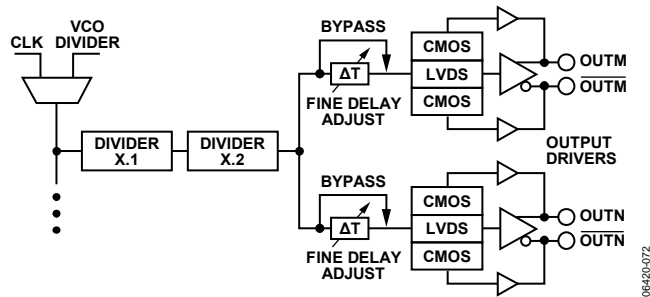 CLK
VCO
DIVIDER
DIVIDER
X.1
DIVIDER
X.2
BYPASS
ΔT
FINE DELAY
ADJUST
CMOS
LVDS
CMOS
OUTM
OUTM
OUTPUT
DRIVERS
BYPASS
ΔT
FINE DELAY
ADJUST
CMOS
LVDS
CMOS
OUTN
OUTN
06420-072